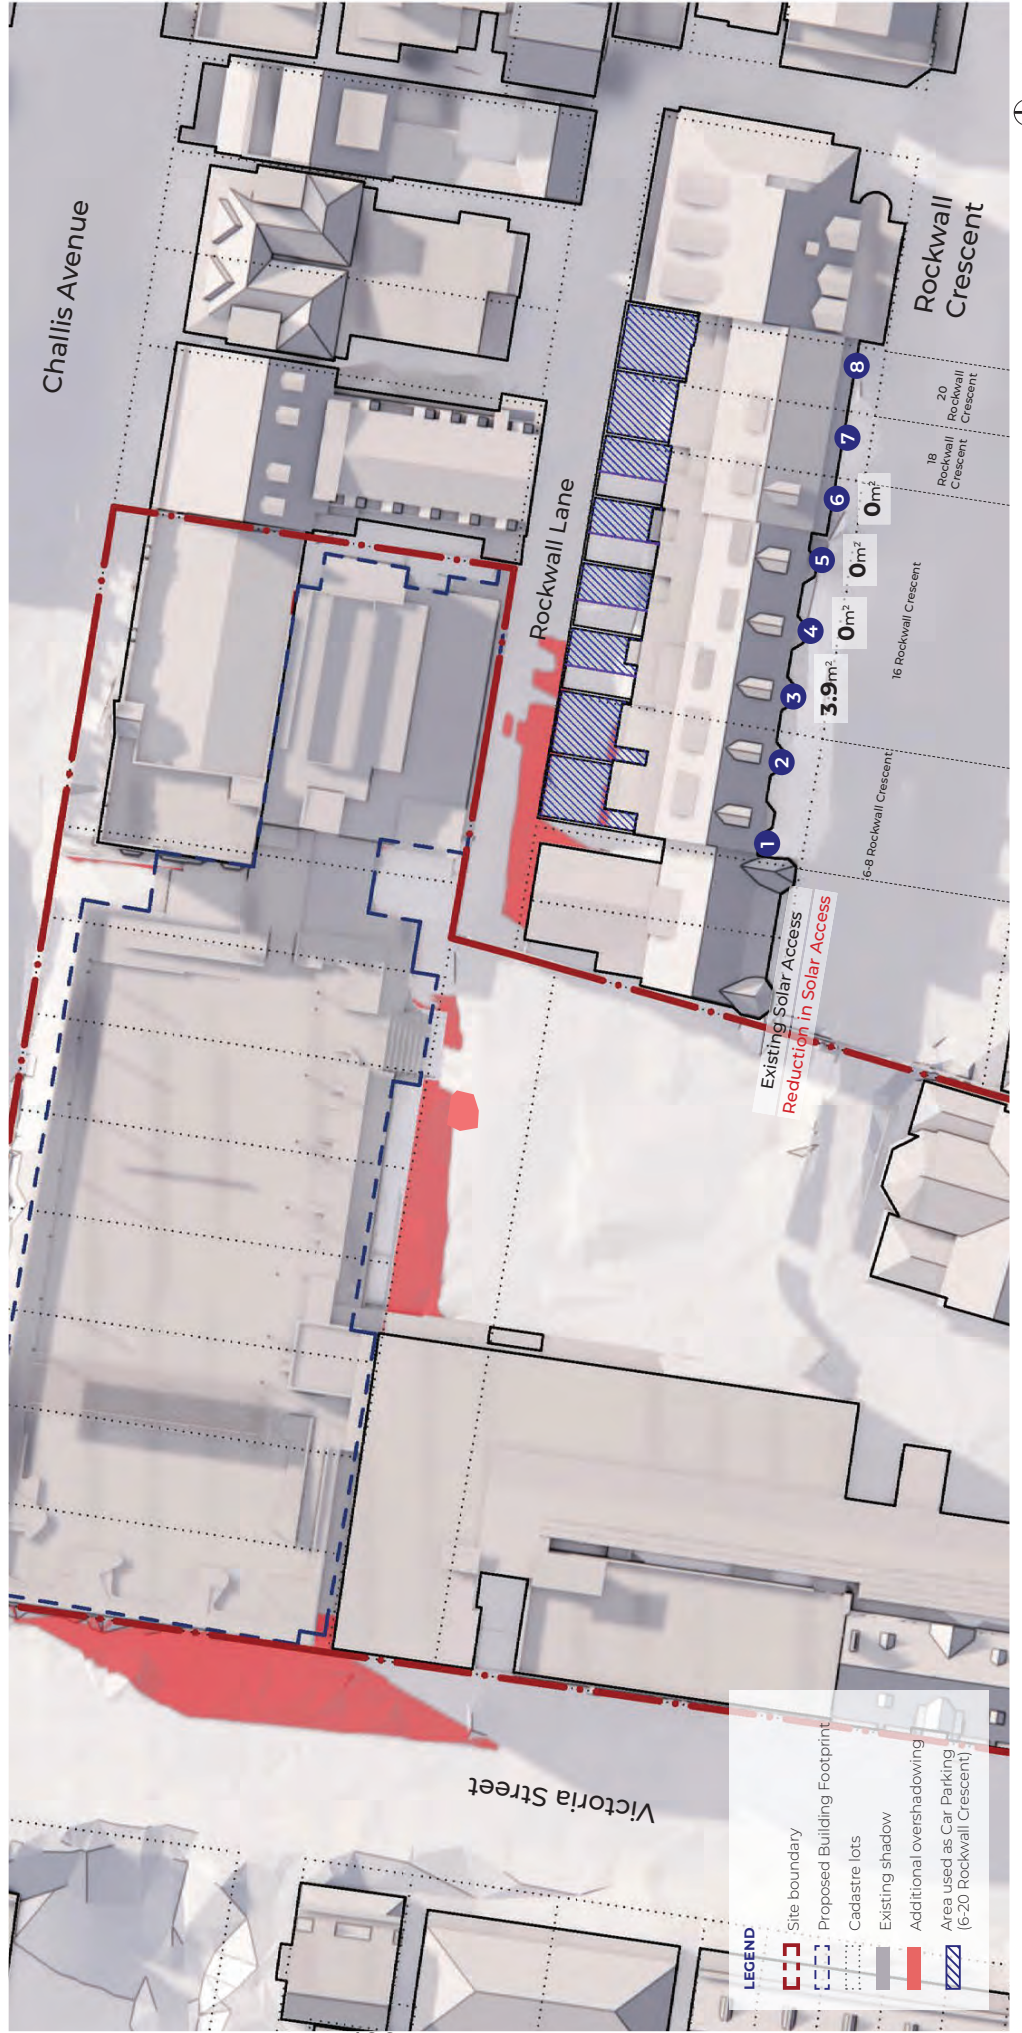 Challis Avenue
Rockwall Lane
Rockwall
Crescent
Victoria Street
1
2
3
4
5
6
7
8
3.9m²
0m²
0m²
0m²
6-8 Rockwall Crescent
16 Rockwall Crescent
18
Rockwall
Crescent
20
Rockwall
Crescent
Existing Solar Access
Reduction in Solar Access
LEGEND
Site boundary
Proposed Building Footprint
Cadastre lots
Existing shadow
Additional overshadowing
Area used as Car Parking
(6-20 Rockwall Crescent)